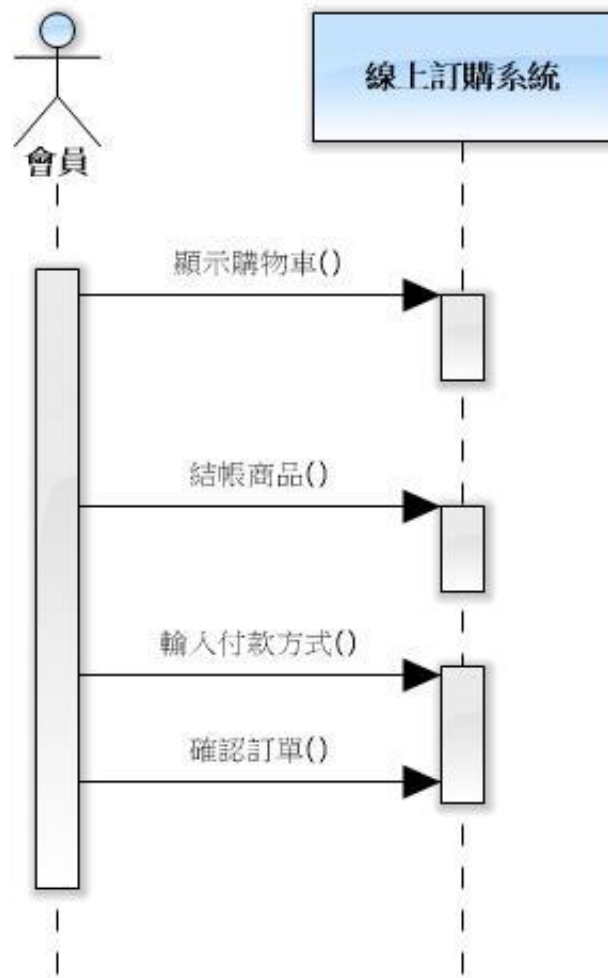 線上訂購系統
會員
顯示購物車()
結帳商品()
輸入付款方式()
確認訂單()